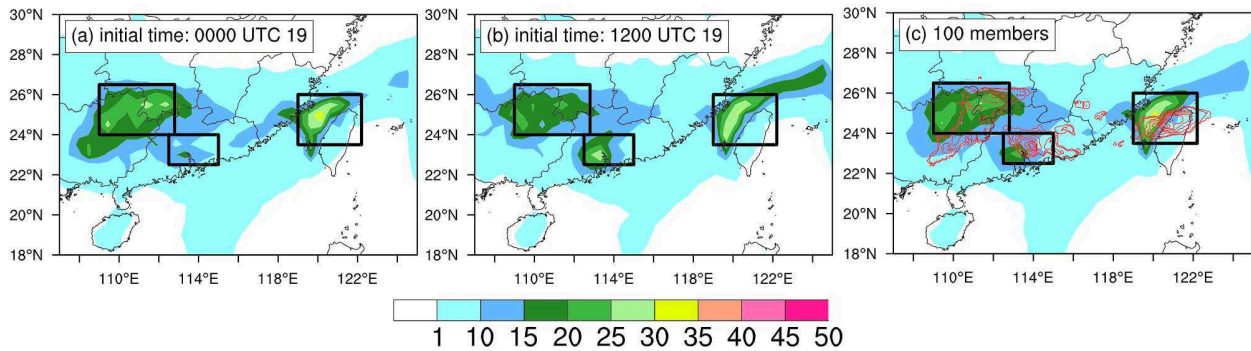 30°N
28°N
26°N
24°N
22°N
20°N
18°N
(a) initial time: 0000 UTC 19
110°E 114°E 118°E 122°E
30°N
28°N
26°N
24°N
22°N
20°N
18°N
(b) initial time: 1200 UTC 19
110°E 114°E 118°E 122°E
30°N
28°N
26°N
24°N
22°N
20°N
18°N
(c) 100 members
110°E 114°E 118°E 122°E
1 10 15 20 25 30 35 40 45 50